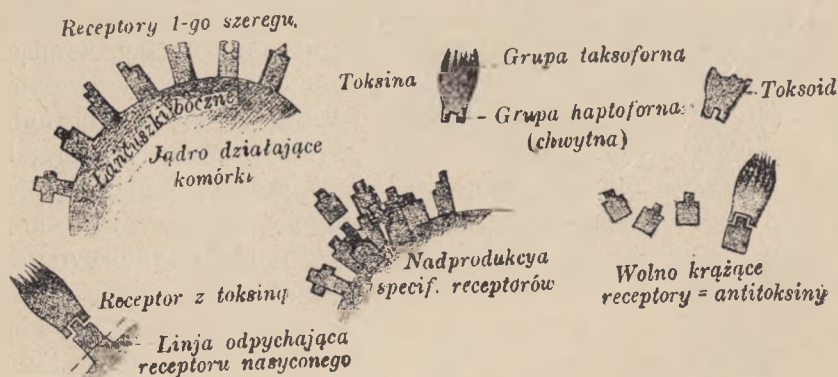 Receptory 1-go szeregu.
Łańtuszki boczne
Jądro działające
komórki
Toksina
Grupa taksoforna
Grupa haptoforna
(chwytna)
Toksoid
Receptor z toksiną
Linja odpychająca
receptoru nasyconego
Nadprodukcya
specif. receptorów
Wolno krążące
receptory = antitoksiny